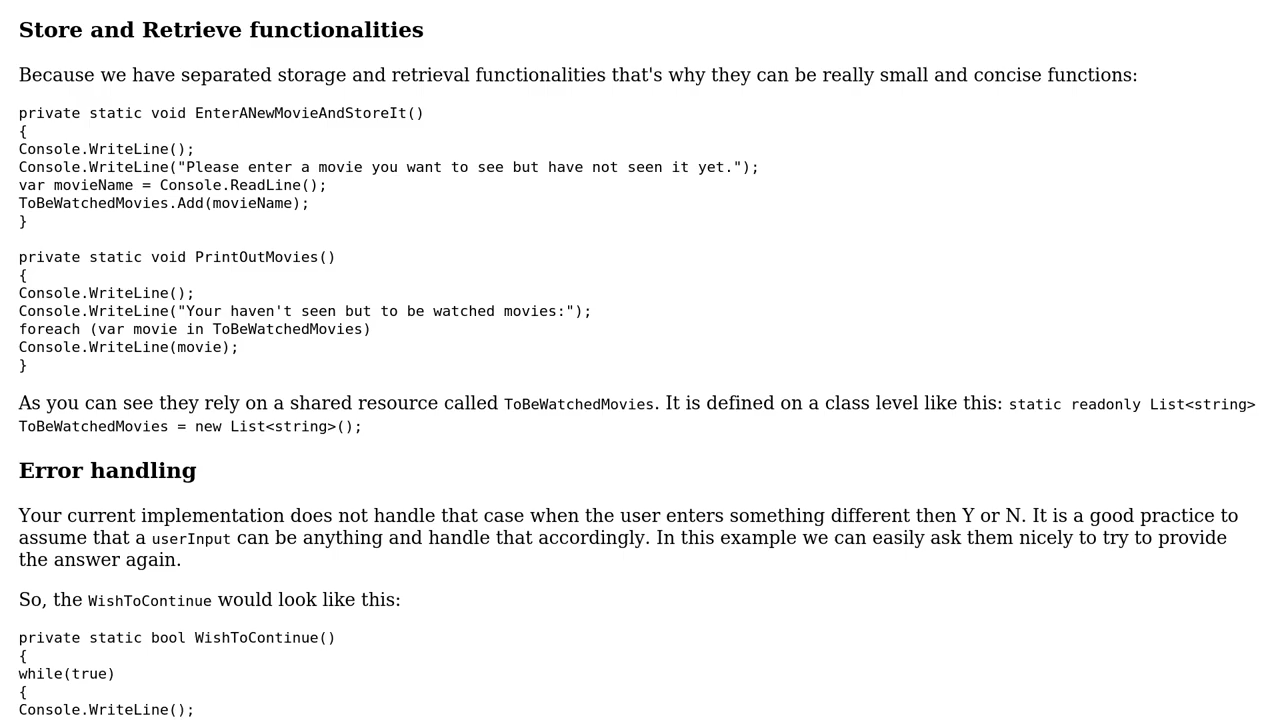 Store and Retrieve functionalities
Because we have separated storage and retrieval functionalities that's why they can be really small and concise functions:
private static void EnterANewMovieAndStoreIt()
{
Console.WriteLine();
Console.WriteLine("Please enter a movie you want to see but have not seen it yet.");
var movieName = Console.ReadLine();
ToBeWatchedMovies.Add(movieName);
}
private static void PrintOutMovies()
{
Console.WriteLine();
Console.WriteLine("Your haven't seen but to be watched movies:");
foreach (var movie in ToBeWatchedMovies)
Console.WriteLine(movie);
}
As you can see they rely on a shared resource called ToBeWatchedMovies. It is defined on a class level like this: static readonly List<string>
ToBeWatchedMovies = new List<string>();
Error handling
Your current implementation does not handle that case when the user enters something different then Y or N. It is a good practice to
assume that a userInput can be anything and handle that accordingly. In this example we can easily ask them nicely to try to provide
the answer again.
So, the WishToContinue would look like this:
private static bool WishToContinue()
{
while(true)
{
Console.WriteLine();